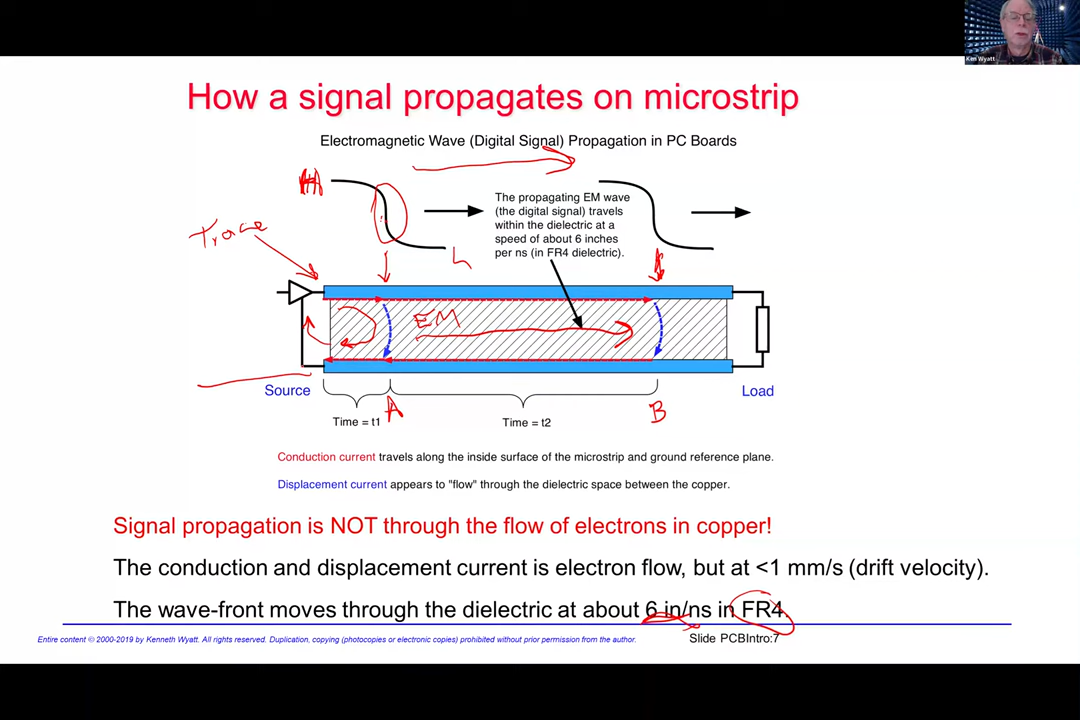 Ken Wyatt
How a signal propagates on microstrip
Electromagnetic Wave (Digital Signal) Propagation in PC Boards
The propagating EM wave
(the digital signal) travels
within the dielectric at a
speed of about 6 inches
per ns (in FR4 dielectric).
Trace
EM
Source
Load
A
B
Time = t1
Time = t2
Conduction current travels along the inside surface of the microstrip and ground reference plane.
Displacement current appears to "flow" through the dielectric space between the copper.
Signal propagation is NOT through the flow of electrons in copper!
The conduction and displacement current is electron flow, but at <1 mm/s (drift velocity).
The wave-front moves through the dielectric at about 6 in/ns in FR4.
Entire content © 2000-2019 by Kenneth Wyatt. All rights reserved. Duplication, copying (photocopies or electronic copies) prohibited without prior permission from the author.
Slide PCBIntro:7